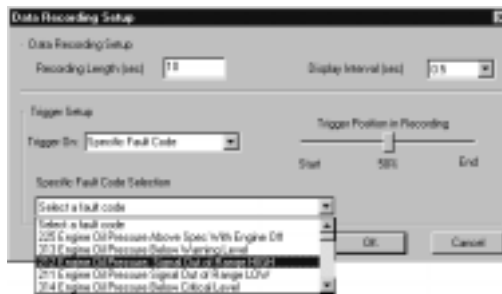 Data Recording Setup
Data Recording Setup
Recording Length (sec) 10 Display Interval (sec) 0.5
Trigger Setup
Trigger On: Specific Fault Code
Trigger Position in Recording
Start 50% End
Specific Fault Code Selection
Select a fault code
Select a fault code
225 Engine Oil Pressure Above Spec With Engine Off
313 Engine Oil Pressure Below Warning Level
212 Engine Oil Pressure: Signal Out of Range HIGH
211 Engine Oil Pressure Signal Out of Range LOW
314 Engine Oil Pressure Below Critical Level
OK Cancel